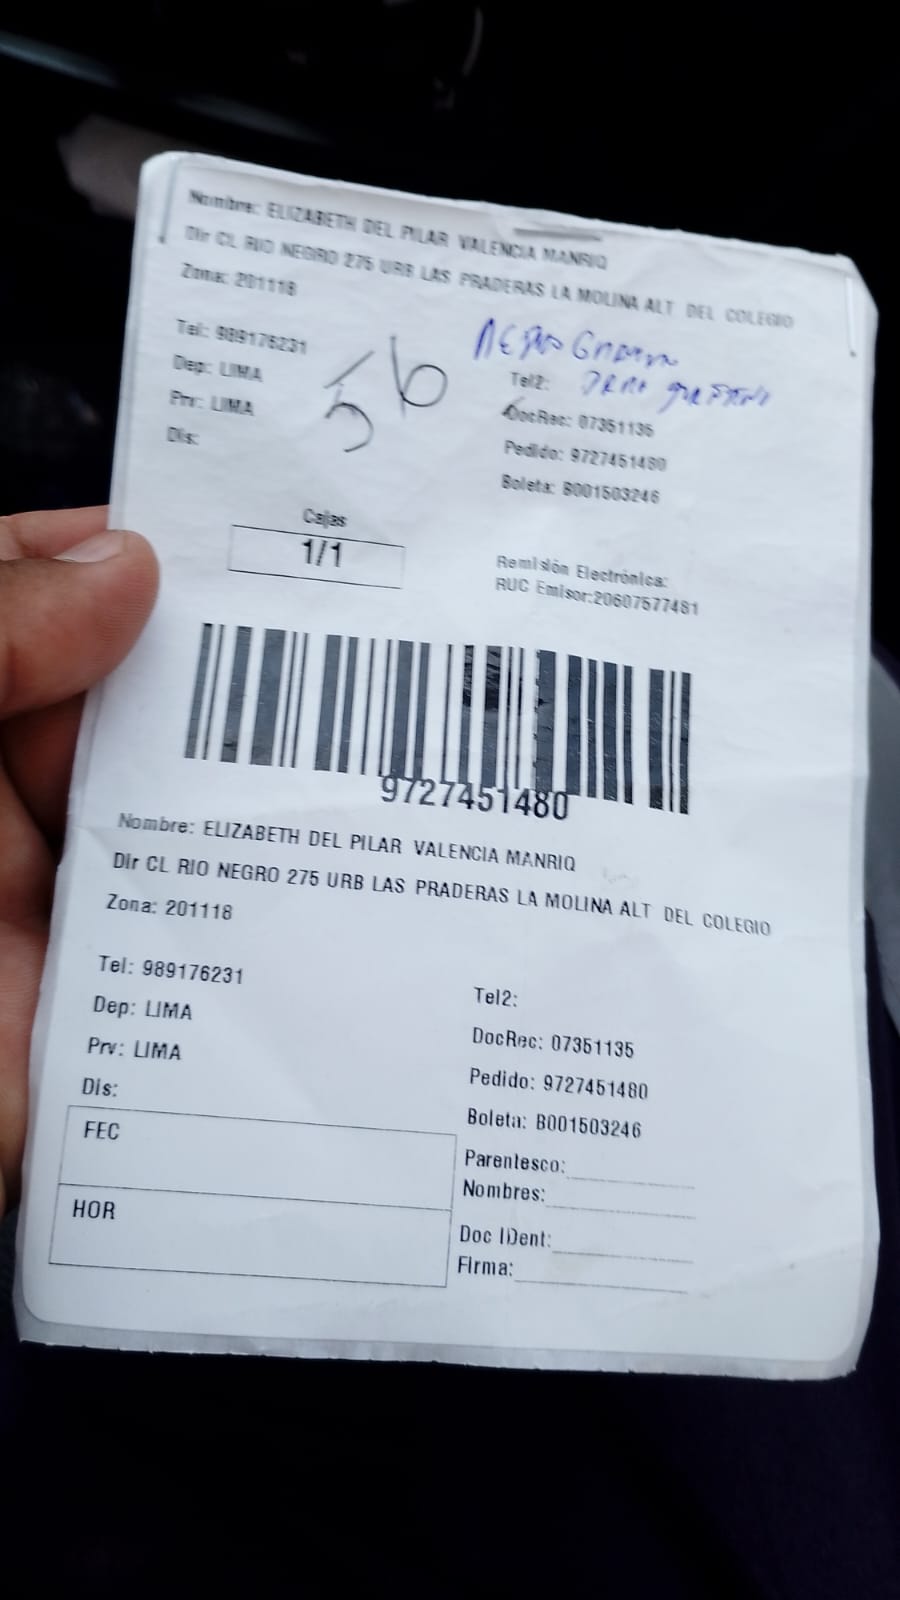 Nombre: ELIZABETH DEL PILAR VALENCIA MANRIQ
Dir CL RIO NEGRO 275 URB LAS PRADERAS LA MOLINA ALT DEL COLEGIO
Zona: 201118
Tel: 989176231
Dep: LIMA
Prv: LIMA
Dis:
56
Tel2:
DocRec: 07351135
Pedido: 9727451480
Boleta: B001503246
Cajas
1/1
Remisión Electrónica:
RUC Emisor:20607577481
9727451480
Nombre: ELIZABETH DEL PILAR VALENCIA MANRIQ
Dir CL RIO NEGRO 275 URB LAS PRADERAS LA MOLINA ALT DEL COLEGIO
Zona: 201118
Tel: 989176231
Dep: LIMA
Prv: LIMA
Dis:
Tel2:
DocRec: 07351135
Pedido: 9727451480
Boleta: B001503246
FEC
HOR
Parentesco:
Nombres:
Doc IDent:
Firma: